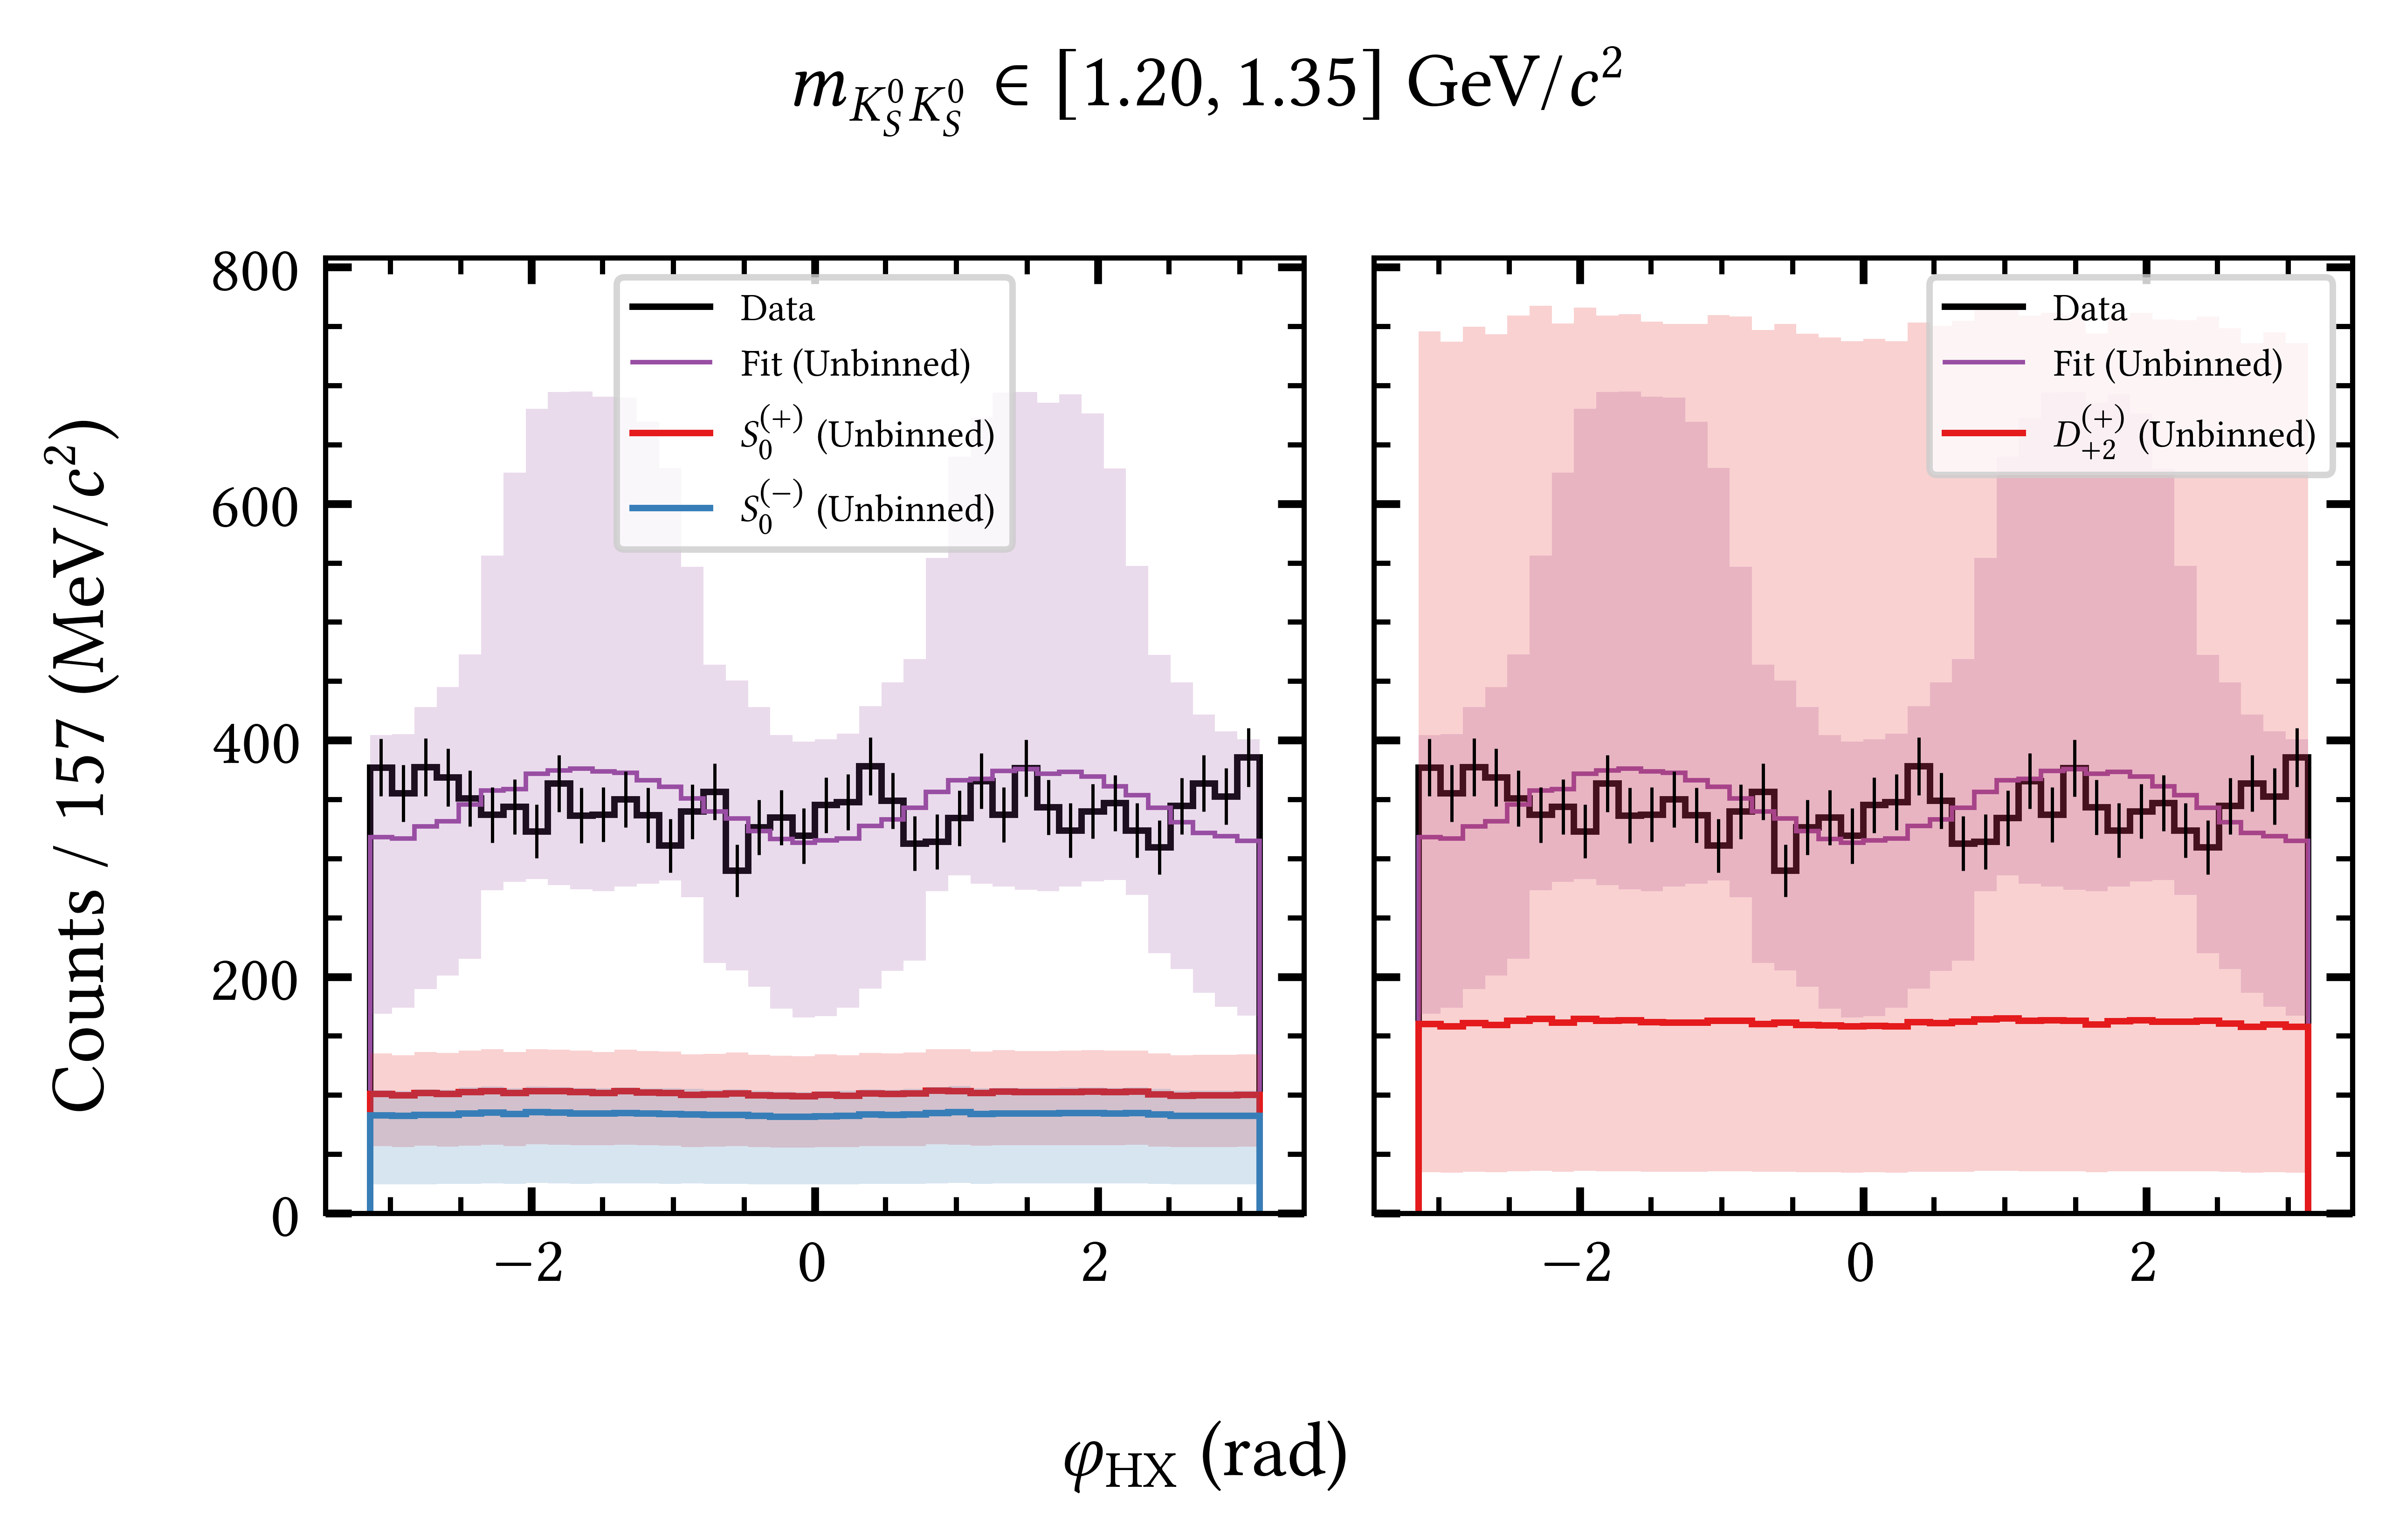 m_{K_S^0 K_S^0} ∈ [1.20, 1.35] GeV/c²
Counts / 157 (MeV/c²)
800
600
400
200
0
Data
Fit (Unbinned)
S_0^{(+)} (Unbinned)
S_0^{(−)} (Unbinned)
−2
0
2
Data
Fit (Unbinned)
D_{+2}^{(+)} (Unbinned)
−2
0
2
φ_{HX} (rad)